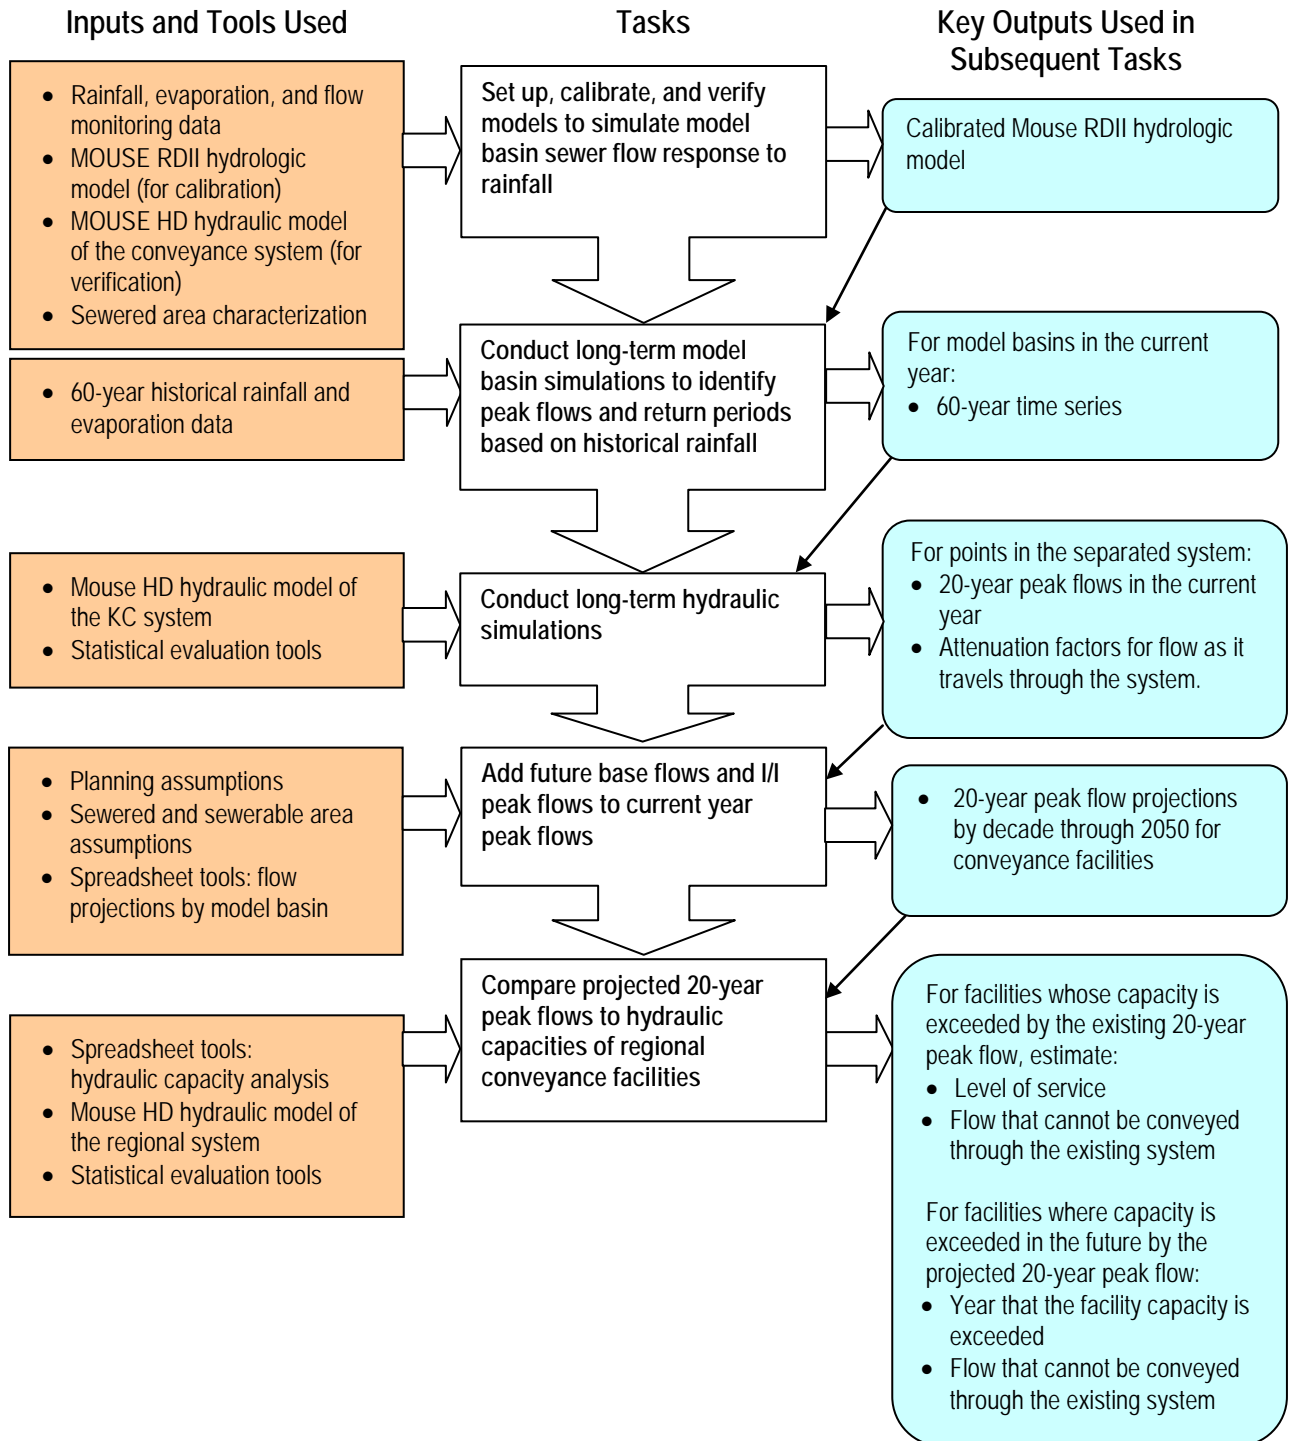 Inputs and Tools Used
Tasks
Key Outputs Used in
Subsequent Tasks
• Rainfall, evaporation, and flow
monitoring data
• MOUSE RDII hydrologic
model (for calibration)
• MOUSE HD hydraulic model
of the conveyance system (for
verification)
• Sewered area characterization
Set up, calibrate, and verify
models to simulate model
basin sewer flow response to
rainfall
Calibrated Mouse RDII hydrologic
model
• 60-year historical rainfall and
evaporation data
Conduct long-term model
basin simulations to identify
peak flows and return periods
based on historical rainfall
For model basins in the current
year:
• 60-year time series
• Mouse HD hydraulic model of
the KC system
• Statistical evaluation tools
Conduct long-term hydraulic
simulations
For points in the separated system:
• 20-year peak flows in the current
year
• Attenuation factors for flow as it
travels through the system.
• Planning assumptions
• Sewered and sewerable area
assumptions
• Spreadsheet tools: flow
projections by model basin
Add future base flows and I/I
peak flows to current year
peak flows
• 20-year peak flow projections
by decade through 2050 for
conveyance facilities
• Spreadsheet tools:
hydraulic capacity analysis
• Mouse HD hydraulic model of
the regional system
• Statistical evaluation tools
Compare projected 20-year
peak flows to hydraulic
capacities of regional
conveyance facilities
For facilities whose capacity is
exceeded by the existing 20-year
peak flow, estimate:
• Level of service
• Flow that cannot be conveyed
through the existing system
For facilities where capacity is
exceeded in the future by the
projected 20-year peak flow:
• Year that the facility capacity is
exceeded
• Flow that cannot be conveyed
through the existing system